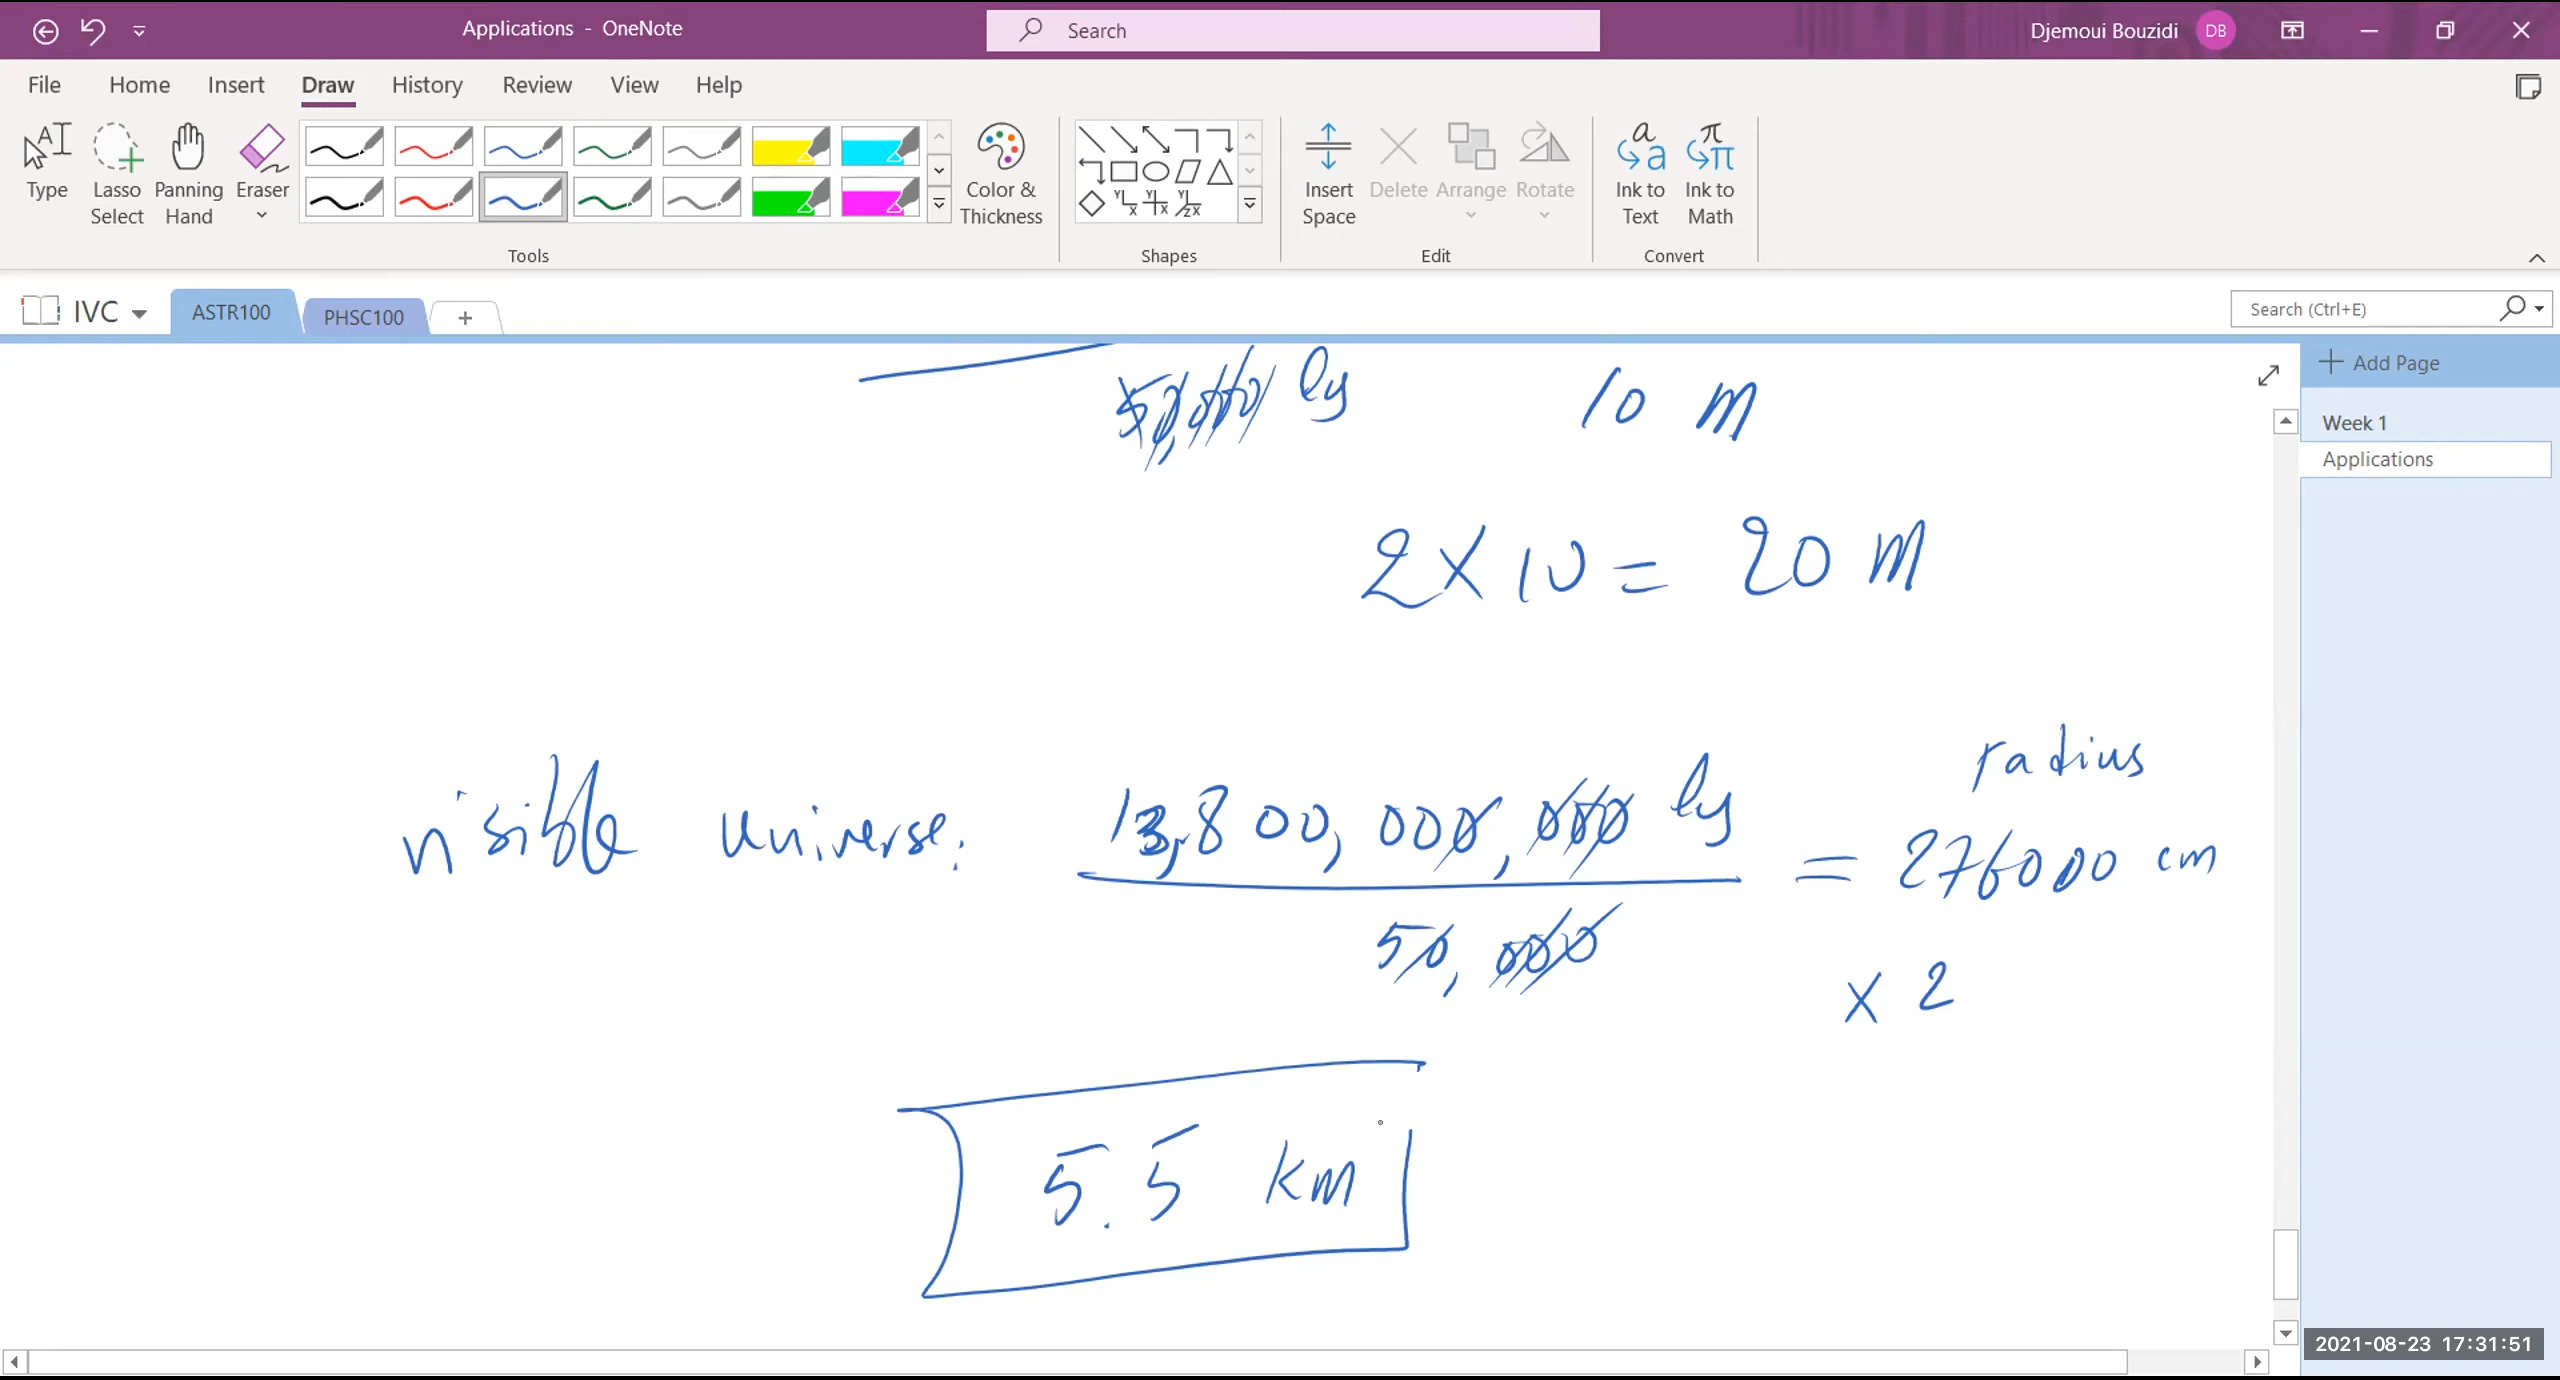 Applications - OneNote
Search
Djemoui Bouzidi DB
File Home Insert Draw History Review View Help
Type Lasso Select Panning Hand Eraser
Color & Thickness
Insert Space Delete Arrange Rotate
Ink to Text Ink to Math
Tools Shapes Edit Convert
IVC ASTR100 PHSC100 +
Search (Ctrl+E)
Add Page
Week 1
Applications
50,000 ly 10 m
2 X 10 = 20 m
radius
visible universe: 13,800,000,000 ly = 276000 cm
50,000
x 2
5.5 km
2021-08-23 17:31:51